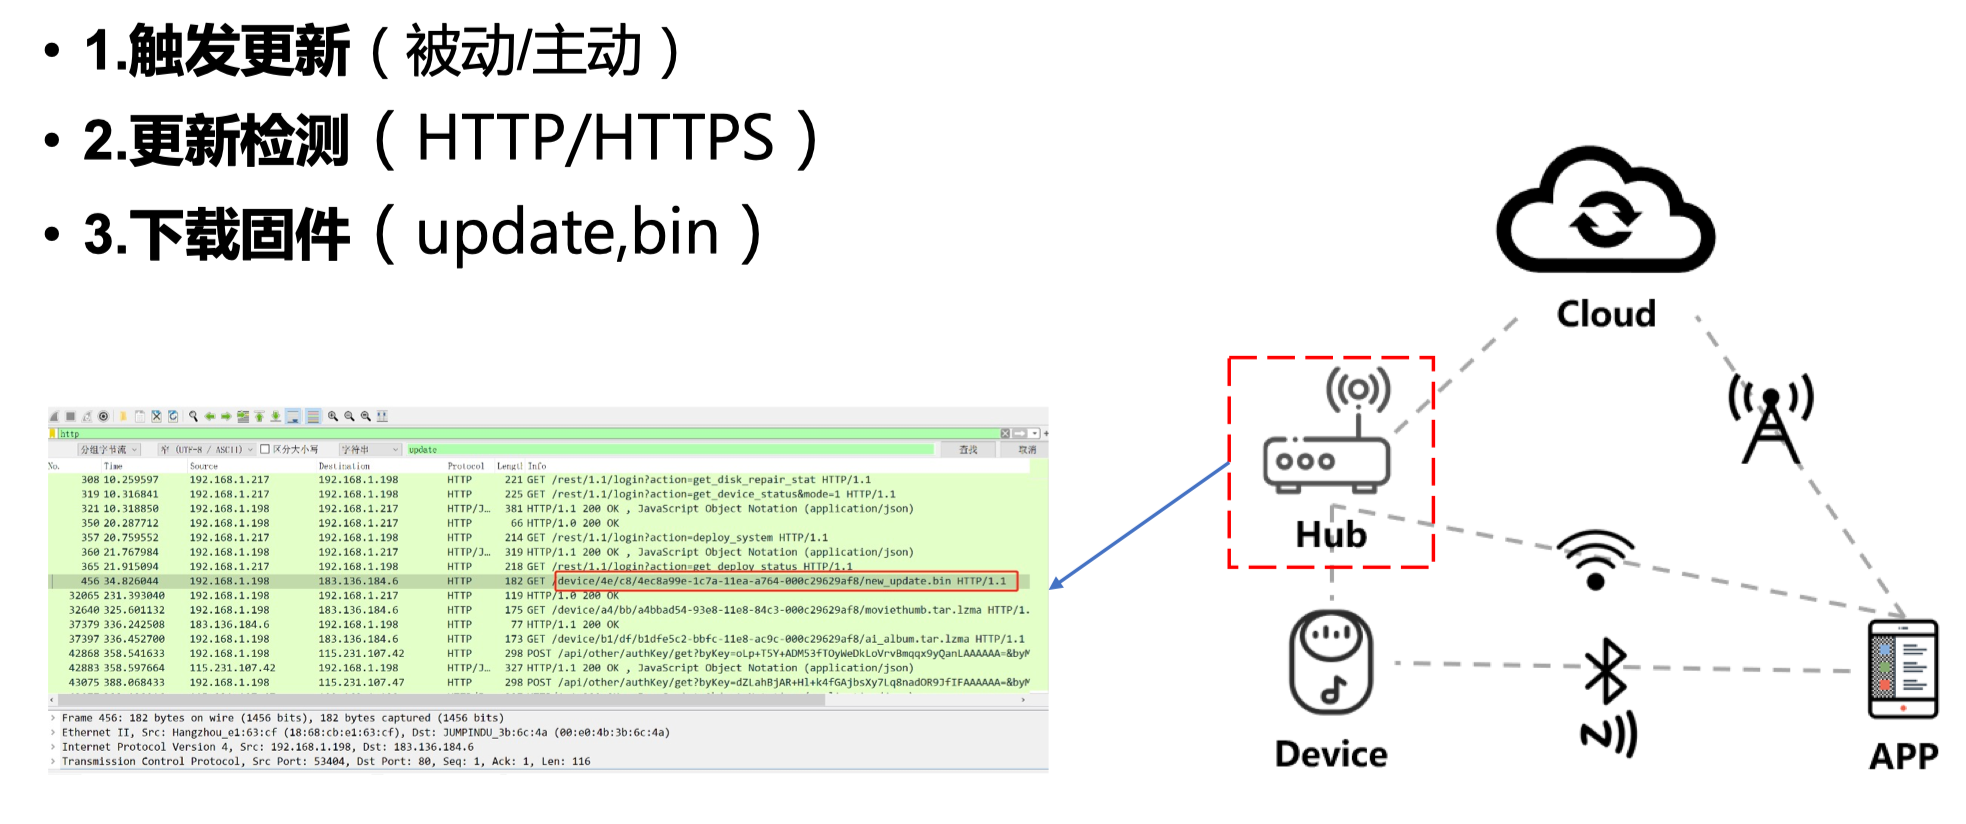 • 1.触发更新（被动/主动）
• 2.更新检测（HTTP/HTTPS）
• 3.下载固件（update,bin）
http
分组字节流 窄 (UTF-8 / ASCII) 区分大小写 字符串 update 查找 取消
No. Time Source Destination Protocol Lengtl Info
308 10.259597 192.168.1.217 192.168.1.198 HTTP 221 GET /rest/1.1/login?action=get_disk_repair_stat HTTP/1.1
319 10.316841 192.168.1.217 192.168.1.198 HTTP 225 GET /rest/1.1/login?action=get_device_status&mode=1 HTTP/1.1
321 10.318850 192.168.1.198 192.168.1.217 HTTP/J… 381 HTTP/1.1 200 OK , JavaScript Object Notation (application/json)
350 20.287712 192.168.1.198 192.168.1.217 HTTP 66 HTTP/1.0 200 OK
357 20.759552 192.168.1.217 192.168.1.198 HTTP 214 GET /rest/1.1/login?action=deploy_system HTTP/1.1
360 21.767984 192.168.1.198 192.168.1.217 HTTP/J… 319 HTTP/1.1 200 OK , JavaScript Object Notation (application/json)
365 21.915094 192.168.1.217 192.168.1.198 HTTP 218 GET /rest/1.1/login?action=get_deploy_status HTTP/1.1
456 34.826044 192.168.1.198 183.136.184.6 HTTP 182 GET /device/4e/c8/4ec8a99e-1c7a-11ea-a764-000c29629af8/new_update.bin HTTP/1.1
32065 231.393040 192.168.1.198 192.168.1.217 HTTP 119 HTTP/1.0 200 OK
32640 325.601132 192.168.1.198 183.136.184.6 HTTP 175 GET /device/a4/bb/a4bbad54-93e8-11e8-84c3-000c29629af8/moviethumb.tar.lzma HTTP/1.
37379 336.242508 183.136.184.6 192.168.1.198 HTTP 77 HTTP/1.1 200 OK
37397 336.452700 192.168.1.198 183.136.184.6 HTTP 173 GET /device/b1/df/b1dfe5c2-bbfc-11e8-ac9c-000c29629af8/ai_album.tar.lzma HTTP/1.1
42868 358.541633 192.168.1.198 115.231.107.42 HTTP 298 POST /api/other/authKey/get?byKey=oLp+T5Y+ADM53fTOyWeDkLoVrvBmqqx9yQanLAAAAAA=&byM
42883 358.597664 115.231.107.42 192.168.1.198 HTTP/J… 327 HTTP/1.1 200 OK , JavaScript Object Notation (application/json)
43075 388.068433 192.168.1.198 115.231.107.47 HTTP 298 POST /api/other/authKey/get?byKey=dZLahBjAR+Hl+k4fGAjbsXy7Lq8nadOR9JfIFAAAAAA=&byM
Frame 456: 182 bytes on wire (1456 bits), 182 bytes captured (1456 bits)
Ethernet II, Src: Hangzhou_e1:63:cf (18:68:cb:e1:63:cf), Dst: JUMPINDU_3b:6c:4a (00:e0:4b:3b:6c:4a)
Internet Protocol Version 4, Src: 192.168.1.198, Dst: 183.136.184.6
Transmission Control Protocol, Src Port: 53404, Dst Port: 80, Seq: 1, Ack: 1, Len: 116
Cloud
Hub
Device
APP